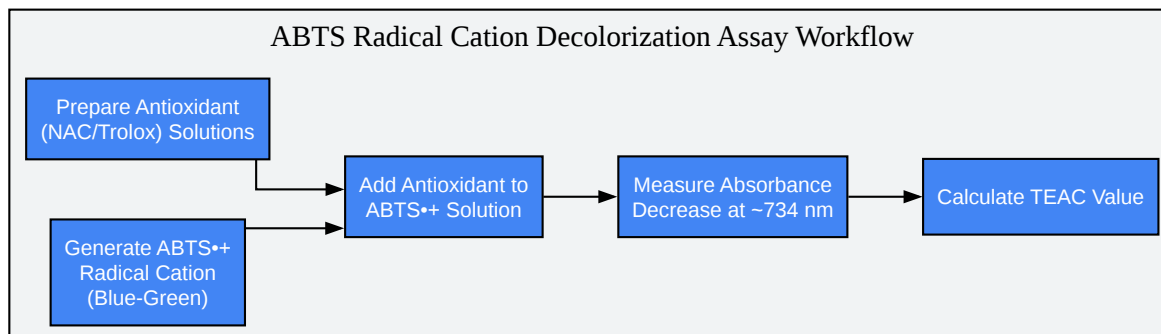 ABTS Radical Cation Decolorization Assay Workflow
Prepare Antioxidant
(NAC/Trolox) Solutions
Generate ABTS•+
Radical Cation
(Blue-Green)
Add Antioxidant to
ABTS•+ Solution
Measure Absorbance
Decrease at ~734 nm
Calculate TEAC Value